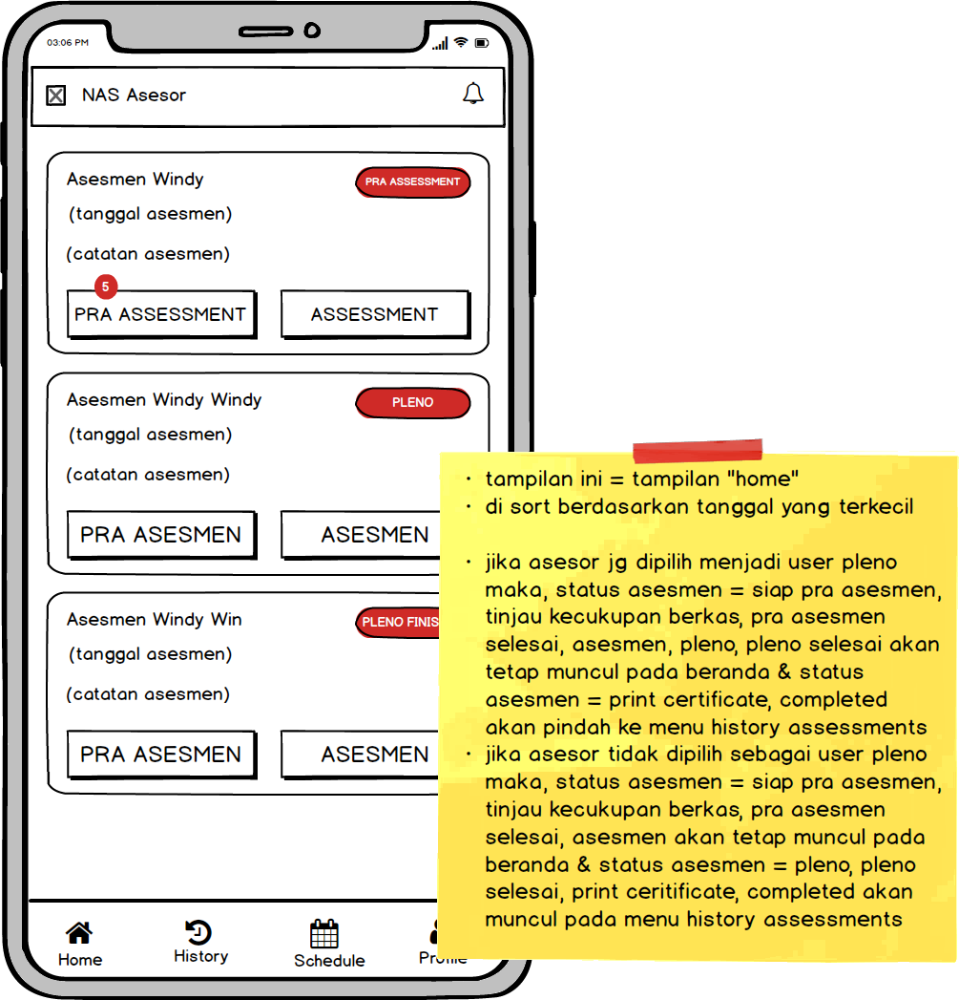 03:06 PM
NAS Asesor
Asesmen Windy
PRA ASSESSMENT
(tanggal asesmen)
(catatan asesmen)
5
PRA ASSESSMENT
ASSESSMENT
Asesmen Windy Windy
PLENO
(tanggal asesmen)
(catatan asesmen)
PRA ASESMEN
ASESMEN
Asesmen Windy Win
PLENO FINIS
(tanggal asesmen)
(catatan asesmen)
PRA ASESMEN
ASESMEN
Home
History
Schedule
Profile
• tampilan ini = tampilan "home"
• di sort berdasarkan tanggal yang terkecil
• jika asesor jg dipilih menjadi user pleno
maka, status asesmen = siap pra asesmen,
tinjau kecukupan berkas, pra asesmen
selesai, asesmen, pleno, pleno selesai akan
tetap muncul pada beranda & status
asesmen = print certificate, completed
akan pindah ke menu history assessments
• jika asesor tidak dipilih sebagai user pleno
maka, status asesmen = siap pra asesmen,
tinjau kecukupan berkas, pra asesmen
selesai, asesmen akan tetap muncul pada
beranda & status asesmen = pleno, pleno
selesai, print ceritificate, completed akan
muncul pada menu history assessments